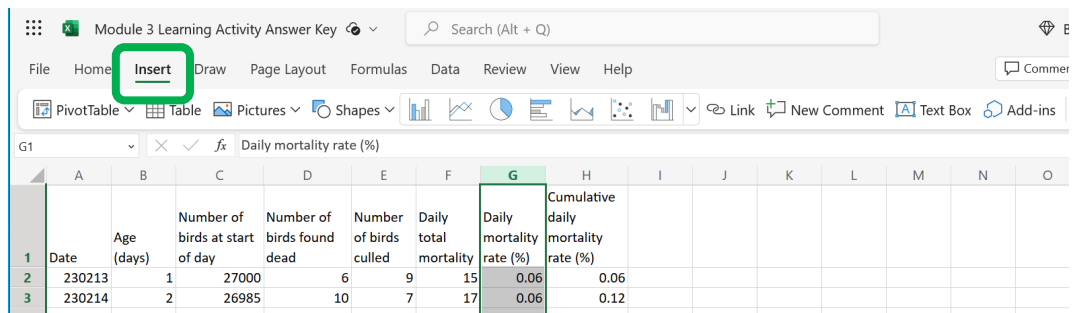 Module 3 Learning Activity Answer Key
Search (Alt + Q)
File Home Insert Draw Page Layout Formulas Data Review View Help
PivotTable Table Pictures Shapes Link New Comment Text Box Add-ins
G1 fx Daily mortality rate (%)
A B C D E F G H I J K L M N O
Cumulative
Number of Number of Number Daily Daily daily
Age birds at start birds found of birds total mortality mortality
1 Date (days) of day dead culled mortality rate (%) rate (%)
2 230213 1 27000 6 9 15 0.06 0.06
3 230214 2 26985 10 7 17 0.06 0.12